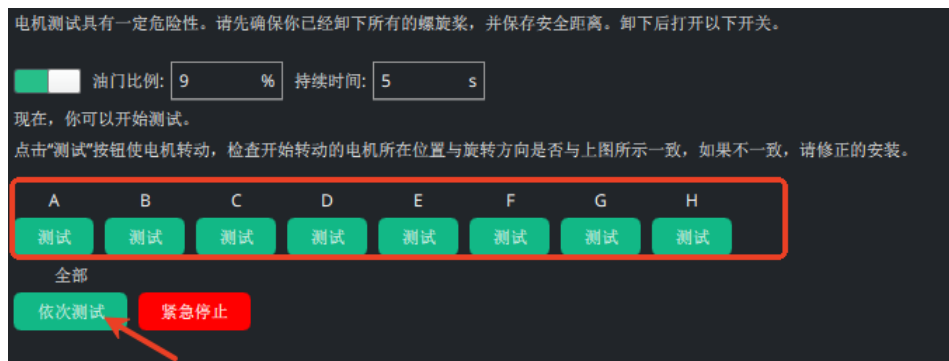 电机测试具有一定危险性。请先确保你已经卸下所有的螺旋桨，并保存安全距离。卸下后打开以下开关。
油门比例: 9 % 持续时间: 5 s
现在，你可以开始测试。
点击“测试”按钮使电机转动，检查开始转动的电机所在位置与旋转方向是否与上图所示一致，如果不一致，请修正的安装。
A B C D E F G H
测试 测试 测试 测试 测试 测试 测试 测试
全部
依次测试 紧急停止